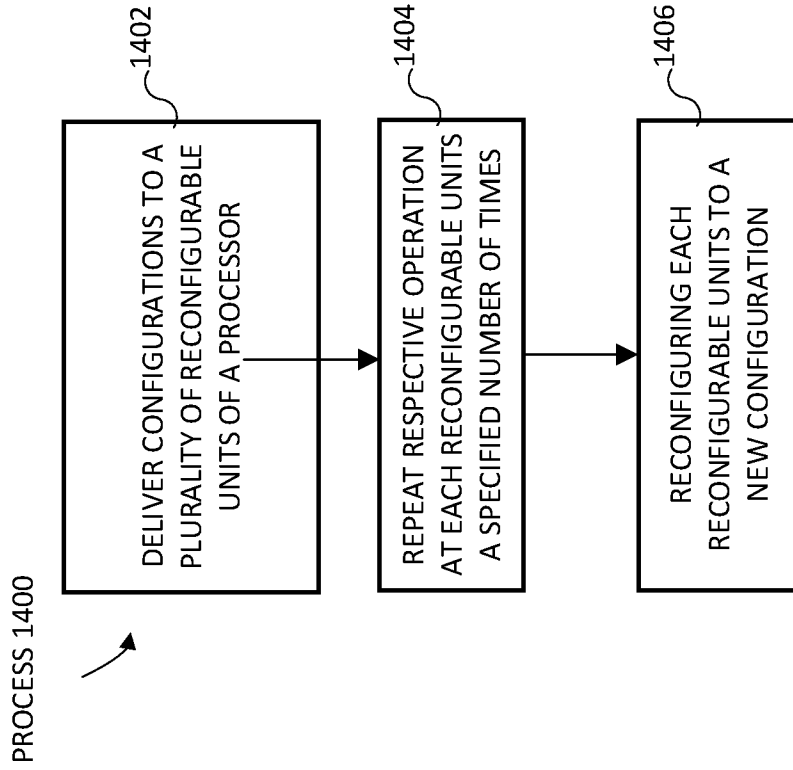 PROCESS 1400
DELIVER CONFIGURATIONS TO A
PLURALITY OF RECONFIGURABLE
UNITS OF A PROCESSOR
1402
REPEAT RESPECTIVE OPERATION
AT EACH RECONFIGURABLE UNITS
A SPECIFIED NUMBER OF TIMES
1404
RECONFIGURING EACH
RECONFIGURABLE UNITS TO A
NEW CONFIGURATION
1406